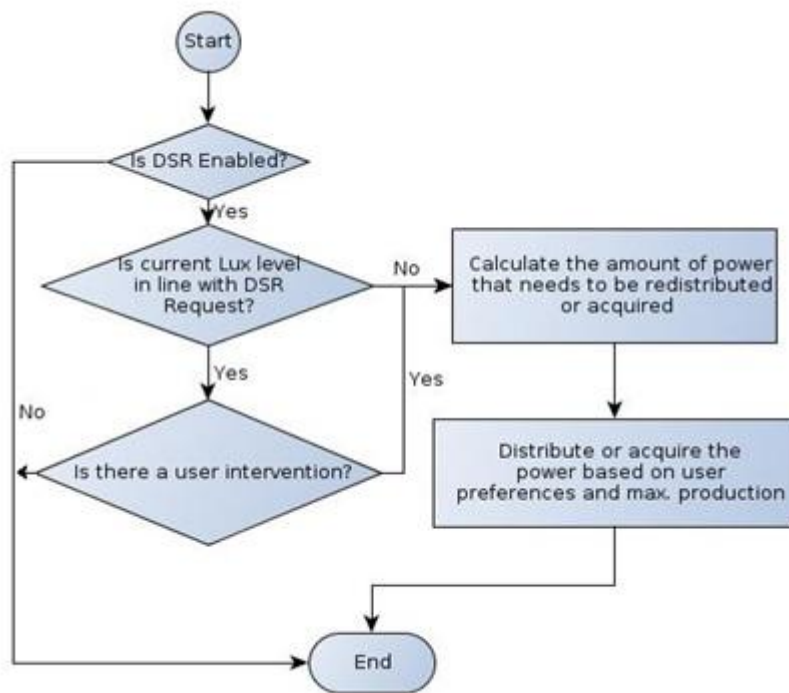 Start
Is DSR Enabled?
Yes
Is current Lux level
in line with DSR
Request?
No
Calculate the amount of power
that needs to be redistributed
or acquired
Yes
Yes
No
Is there a user intervention?
Distribute or acquire the
power based on user
preferences and max. production
End